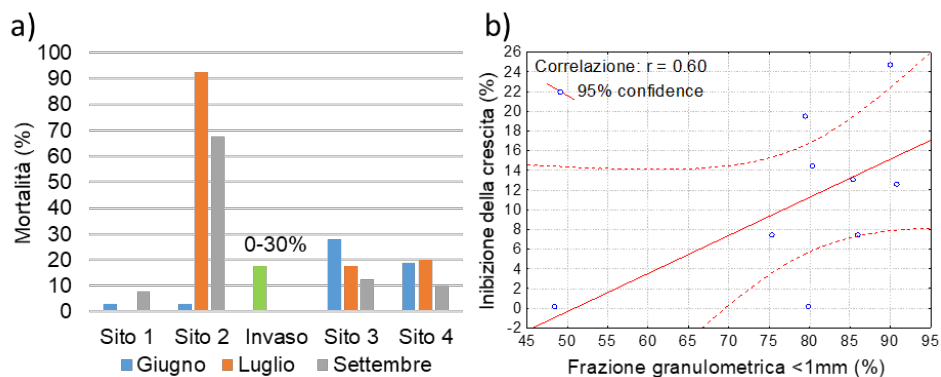 a)
Mortalità (%)
100
90
80
70
60
50
40
30
20
10
0
0-30%
Sito 1 Sito 2 Invaso Sito 3 Sito 4
Giugno Luglio Settembre
b)
Inibizione della crescita (%)
26
24
22
20
18
16
14
12
10
8
6
4
2
0
-2
Correlazione: r = 0.60
95% confidence
45 50 55 60 65 70 75 80 85 90 95
Frazione granulometrica <1mm (%)